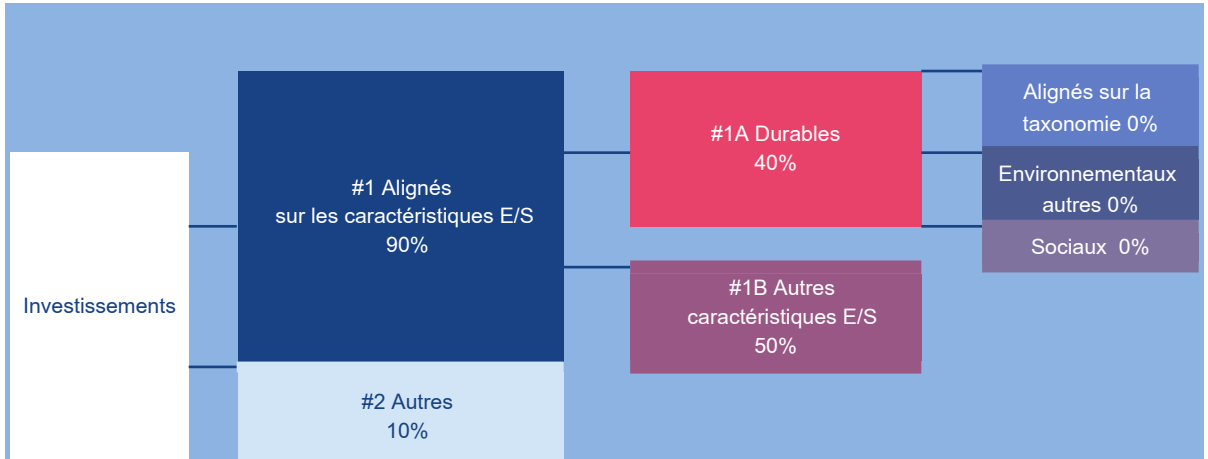 Investissements
#1 Alignés
sur les caractéristiques E/S
90%
#2 Autres
10%
#1A Durables
40%
#1B Autres
caractéristiques E/S
50%
Alignés sur la
taxonomie 0%
Environnementaux
autres 0%
Sociaux 0%